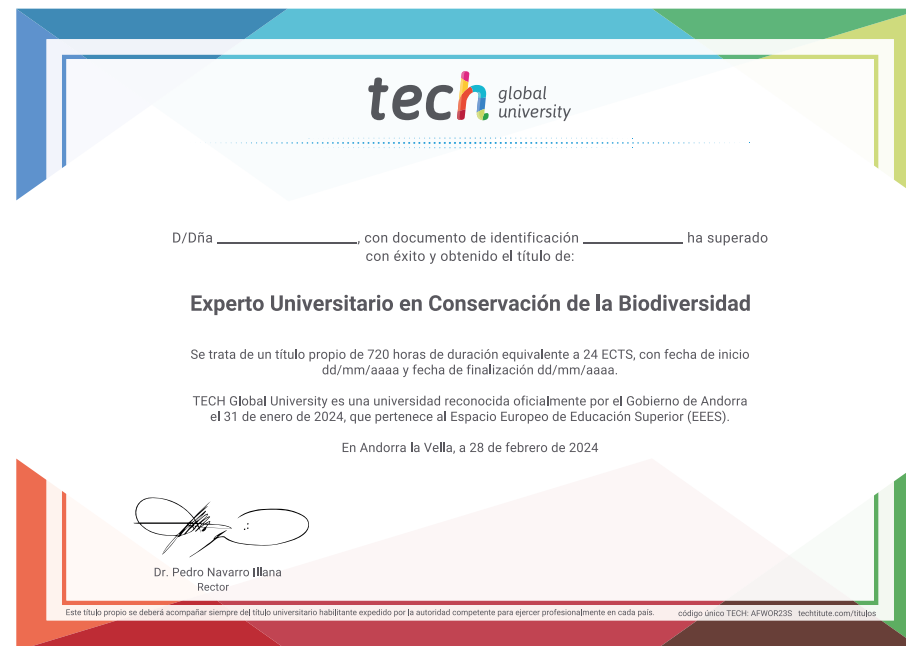 tech global
university
D/Dña ____________________, con documento de identificación ______________ ha superado
con éxito y obtenido el título de:
Experto Universitario en Conservación de la Biodiversidad
Se trata de un título propio de 720 horas de duración equivalente a 24 ECTS, con fecha de inicio
dd/mm/aaaa y fecha de finalización dd/mm/aaaa.
TECH Global University es una universidad reconocida oficialmente por el Gobierno de Andorra
el 31 de enero de 2024, que pertenece al Espacio Europeo de Educación Superior (EEES).
En Andorra la Vella, a 28 de febrero de 2024
Dr. Pedro Navarro Illana
Rector
Este título propio se deberá acompañar siempre del título universitario habilitante expedido por la autoridad competente para ejercer profesionalmente en cada país. código único TECH: AFWOR23S techtitute.com/titulos